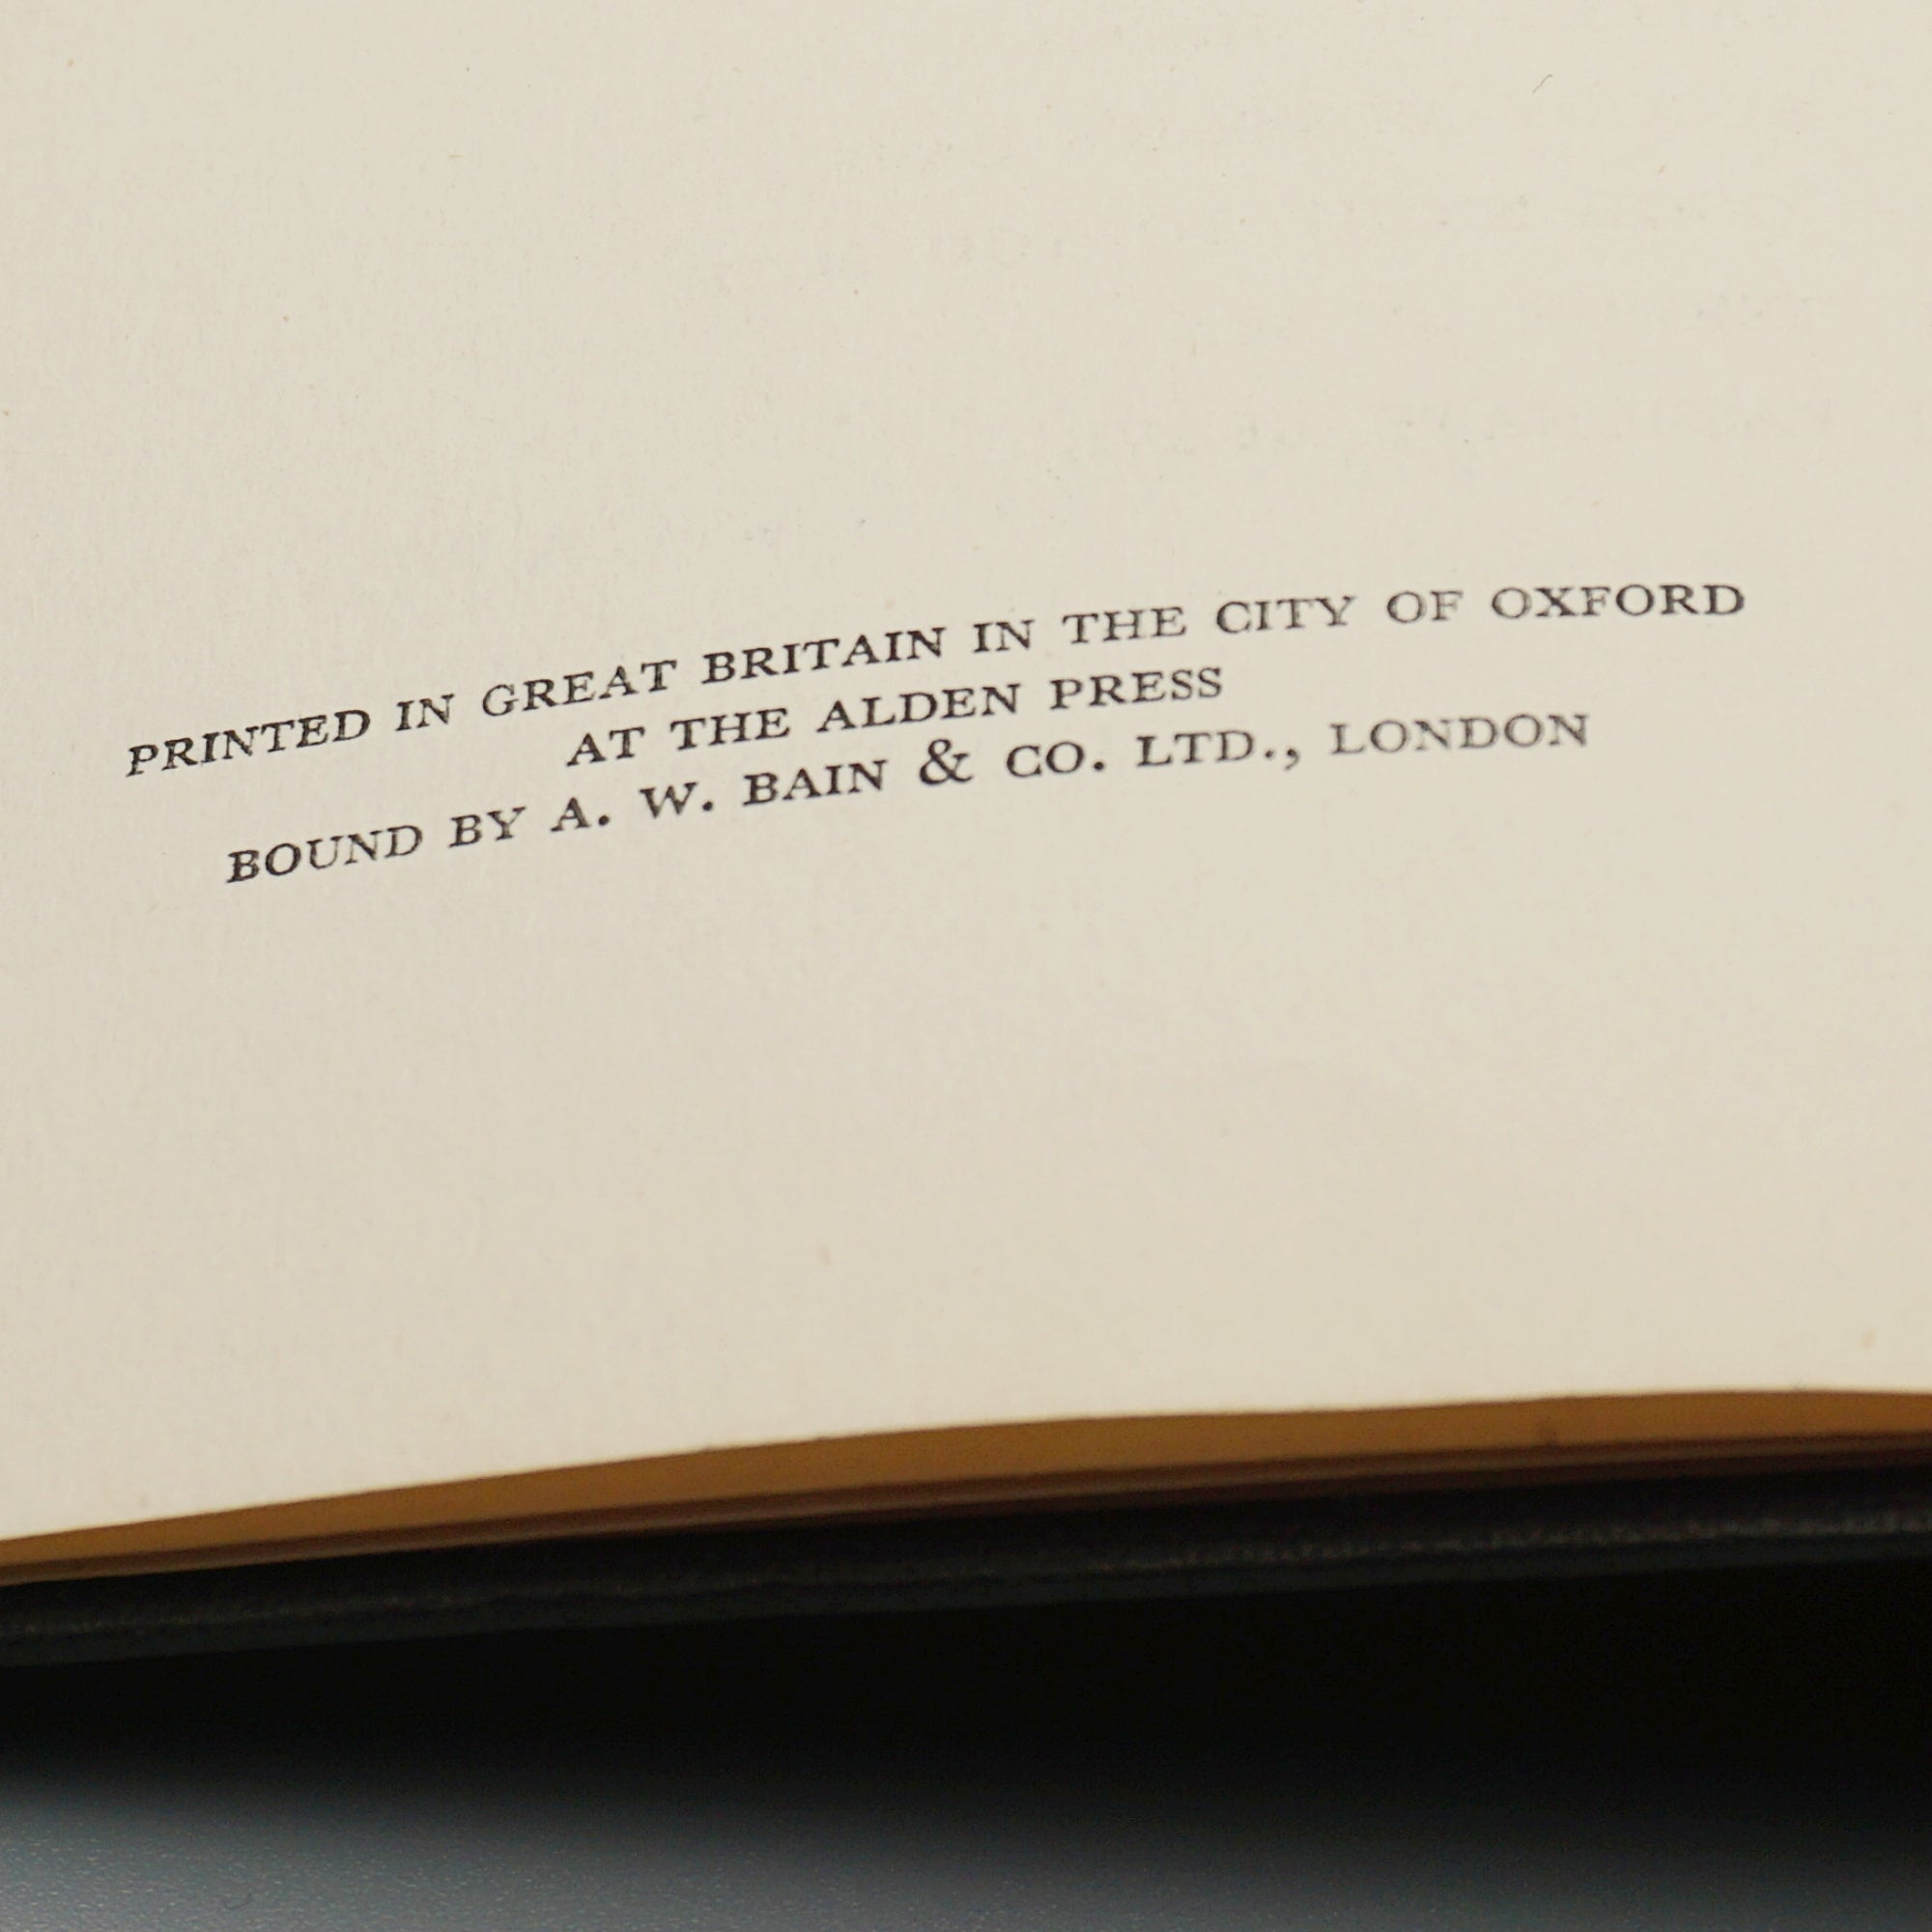 PRINTED IN GREAT BRITAIN IN THE CITY OF OXFORD
AT THE ALDEN PRESS
BOUND BY A. W. BAIN & CO. LTD., LONDON